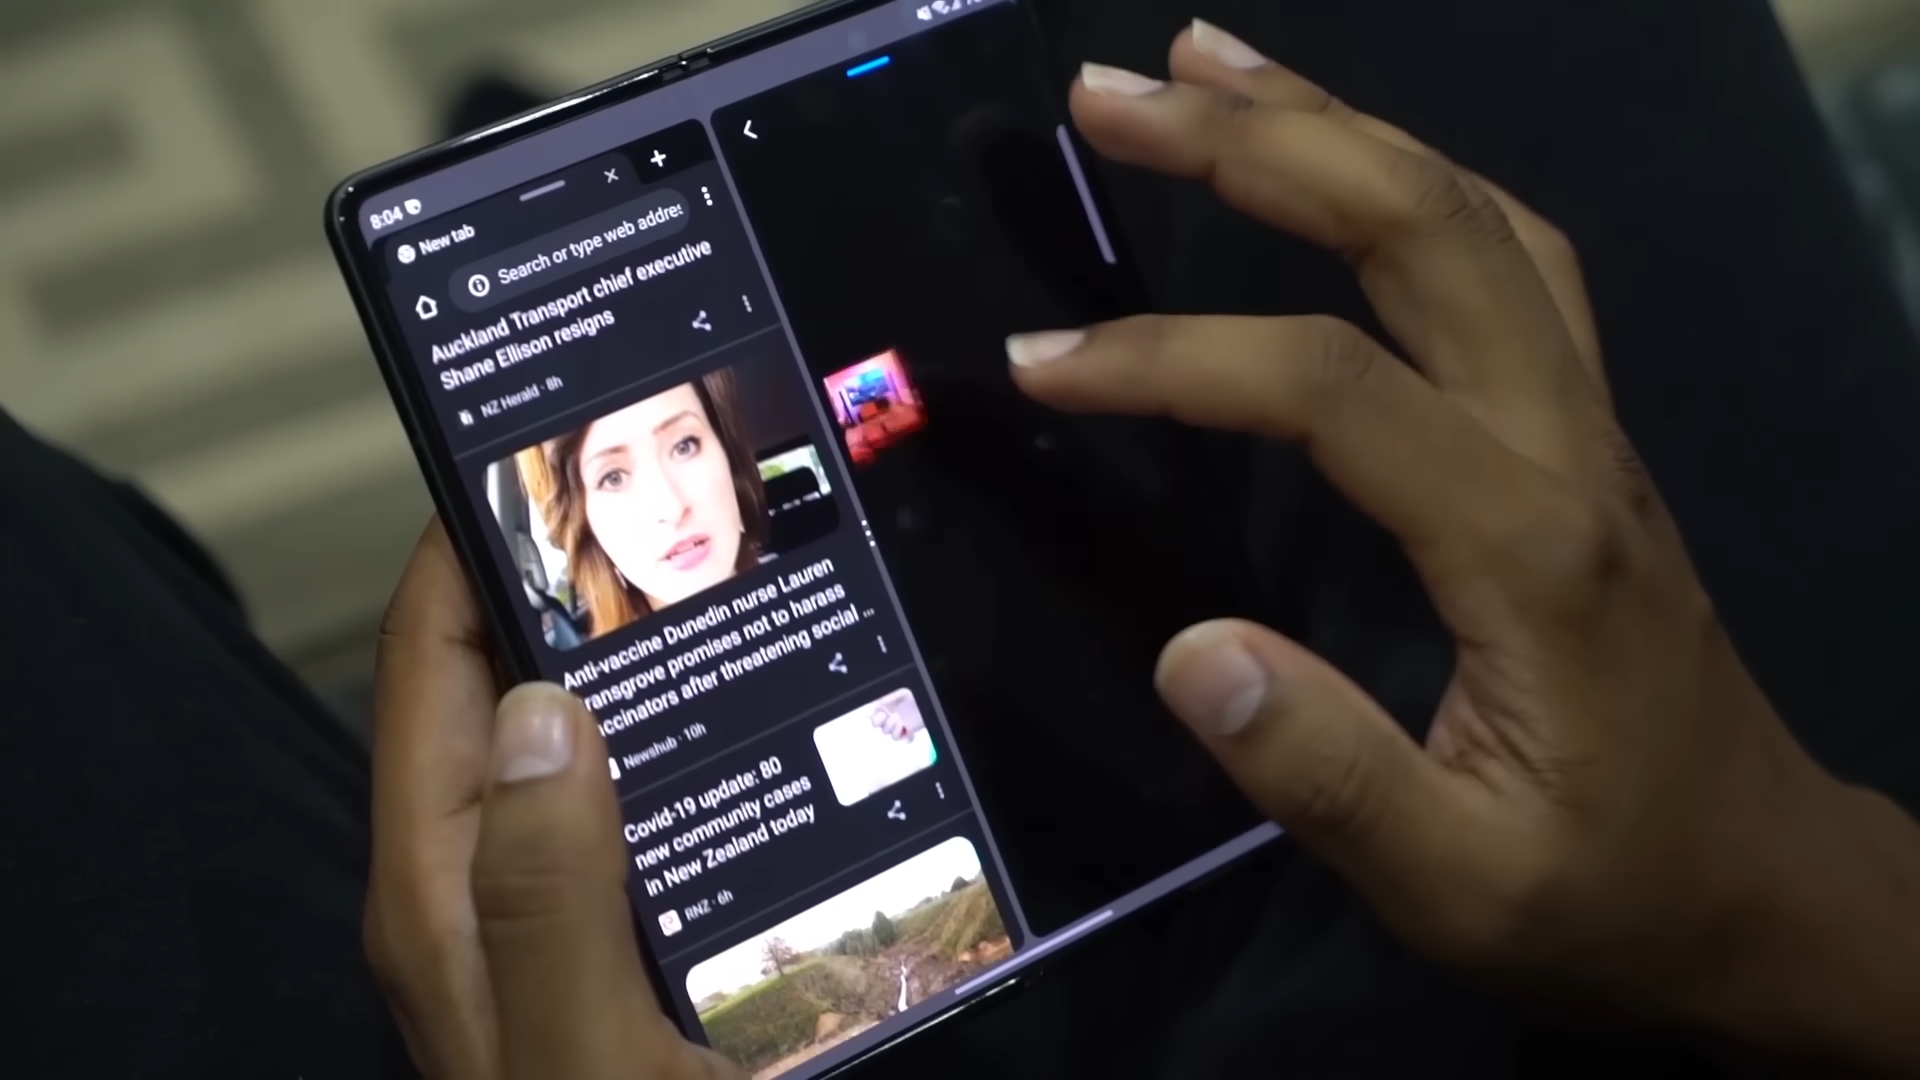 8:04
New tab
Search or type web addres
Auckland Transport chief executive
Shane Ellison resigns
NZ Herald · 8h
Anti-vaccine Dunedin nurse Lauren
ransgrove promises not to harass
ccinators after threatening social ...
Newshub · 10h
Covid-19 update: 80
new community cases
in New Zealand today
RNZ · 6h